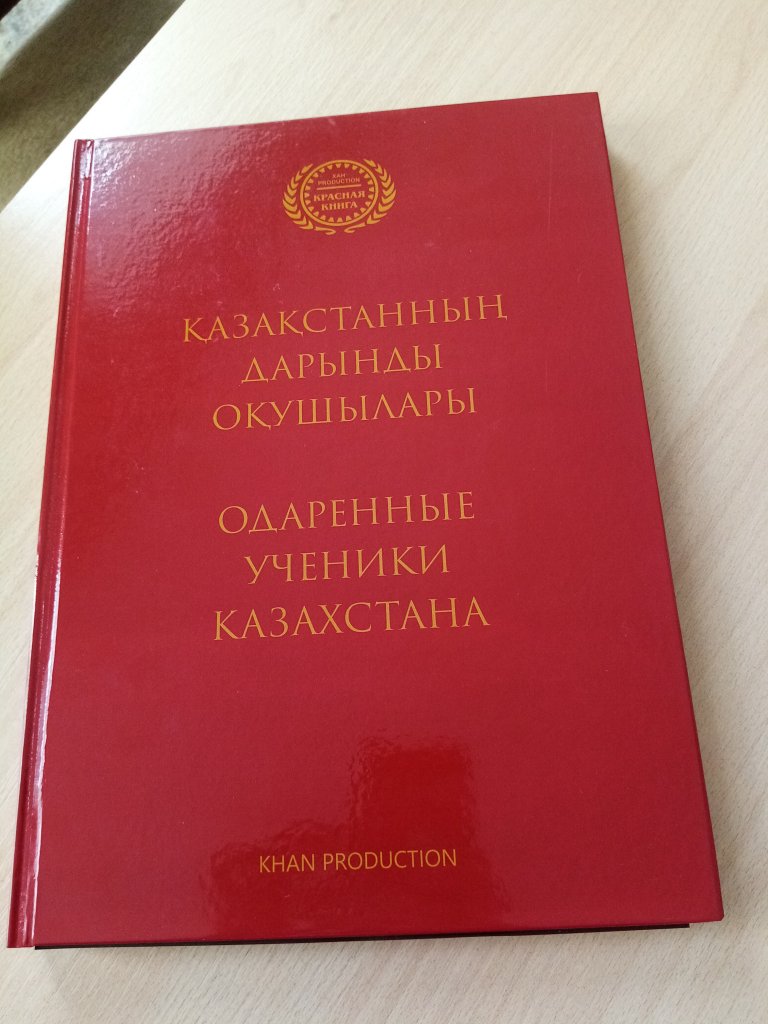 ХАН
PRODUCTION
КРАСНАЯ
КНИГА
ҚАЗАҚСТАННЫҢ
ДАРЫНДЫ
ОҚУШЫЛАРЫ
ОДАРЕННЫЕ
УЧЕНИКИ
КАЗАХСТАНА
KHAN PRODUCTION